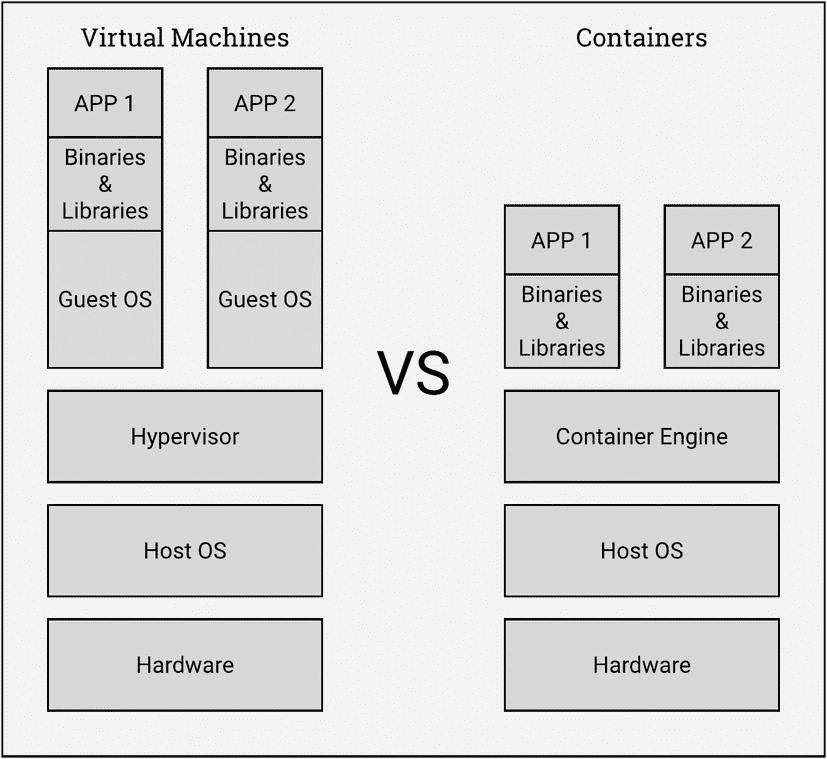 Virtual Machines
APP 1
Binaries
&
Libraries
Guest OS
APP 2
Binaries
&
Libraries
Guest OS
Hypervisor
Host OS
Hardware
VS
Containers
APP 1
Binaries
&
Libraries
APP 2
Binaries
&
Libraries
Container Engine
Host OS
Hardware